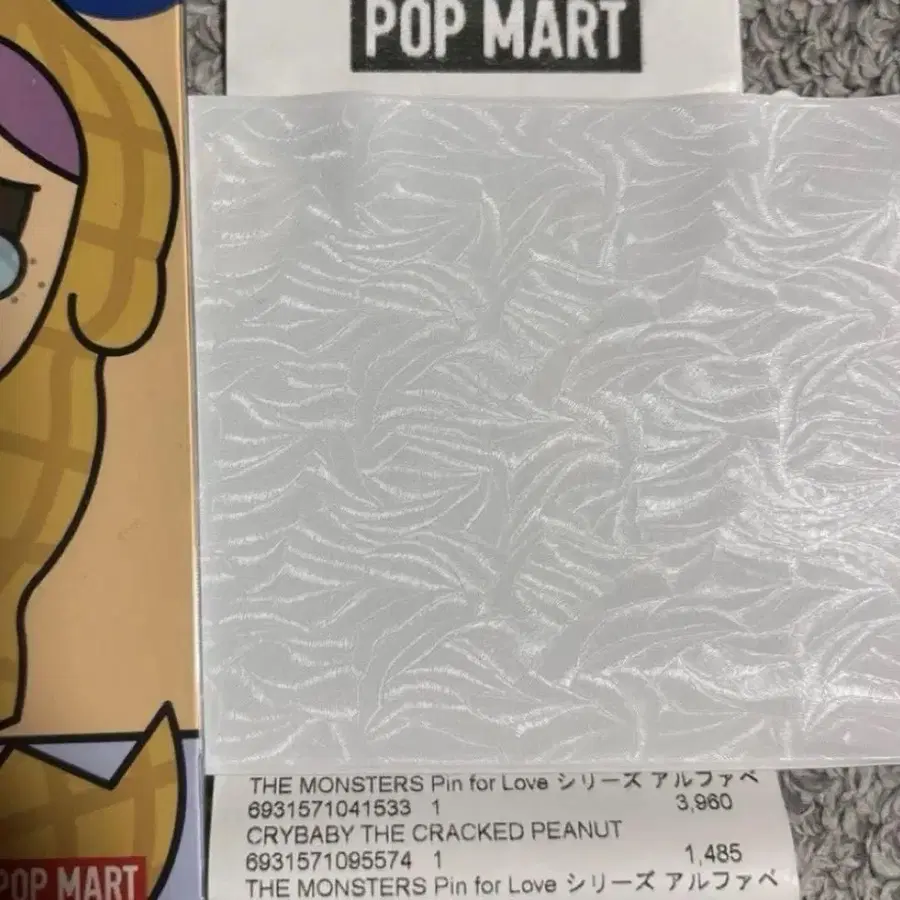 POP MART
THE MONSTERS Pin for Love シリーズ アルファベ
6931571041533 1 3,960
CRYBABY THE CRACKED PEANUT
6931571095574 1 1,485
THE MONSTERS Pin for Love シリーズ アルファベ
POP MART